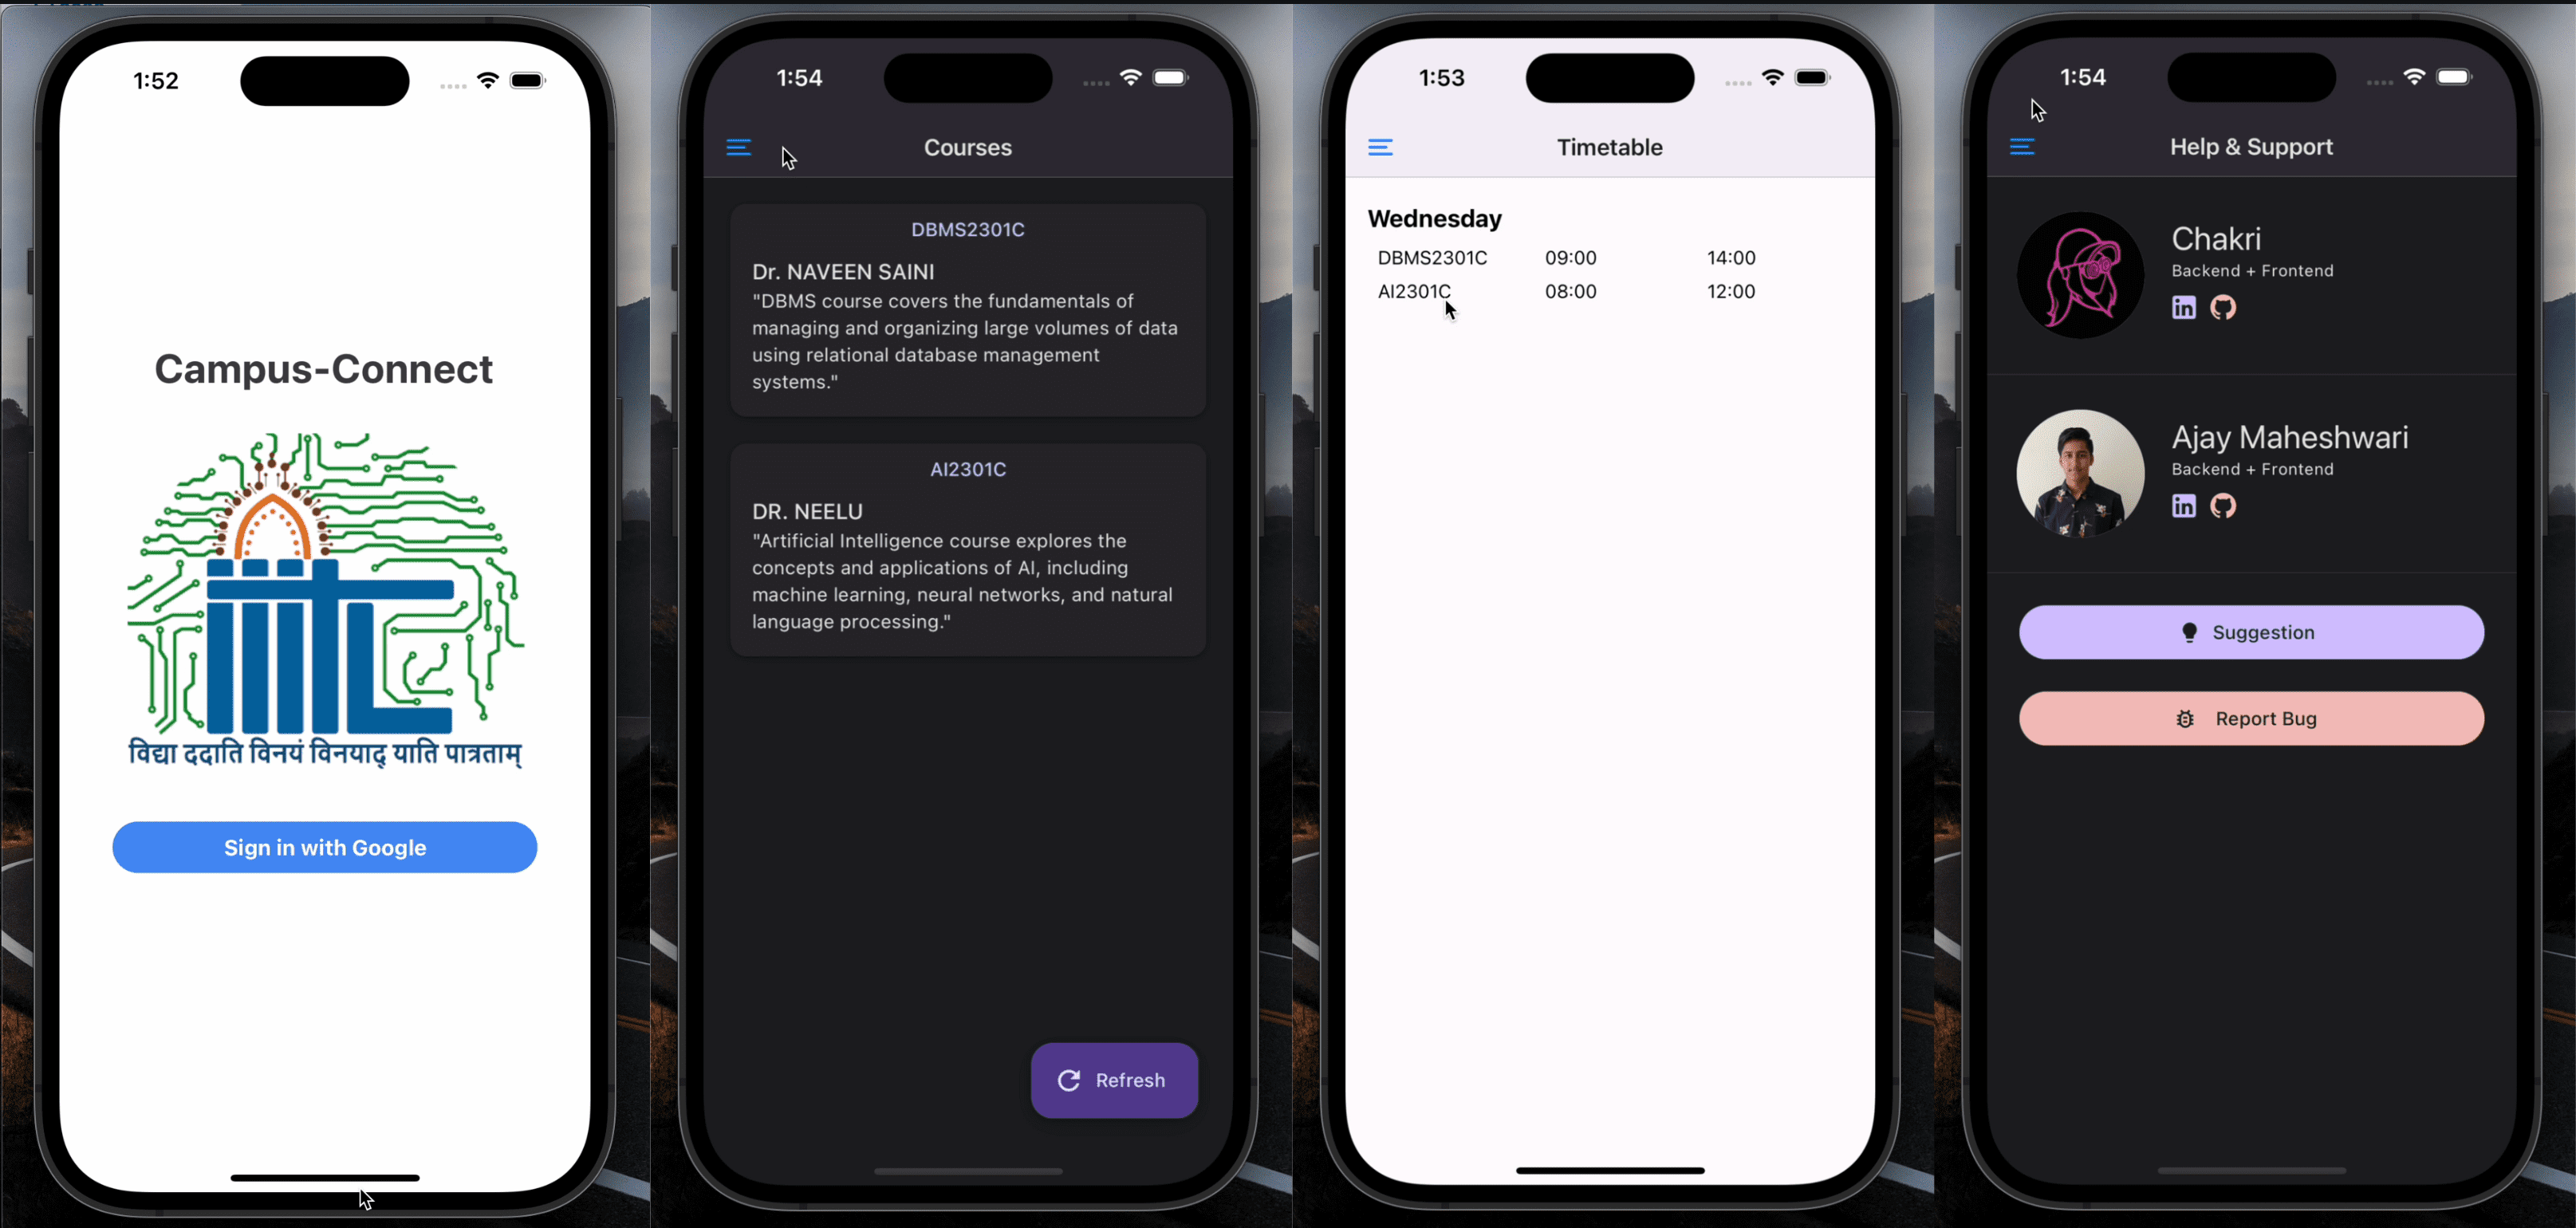 1:52
Campus-Connect
विद्या ददाति विनयं विनयाद् याति पात्रताम्
Sign in with Google
1:54
Courses
DBMS2301C
Dr. NAVEEN SAINI
"DBMS course covers the fundamentals of
managing and organizing large volumes of data
using relational database management
systems."
AI2301C
DR. NEELU
"Artificial Intelligence course explores the
concepts and applications of AI, including
machine learning, neural networks, and natural
language processing."
Refresh
1:53
Timetable
Wednesday
DBMS2301C 09:00 14:00
AI2301C 08:00 12:00
1:54
Help & Support
Chakri
Backend + Frontend
in
Ajay Maheshwari
Backend + Frontend
in
Suggestion
Report Bug